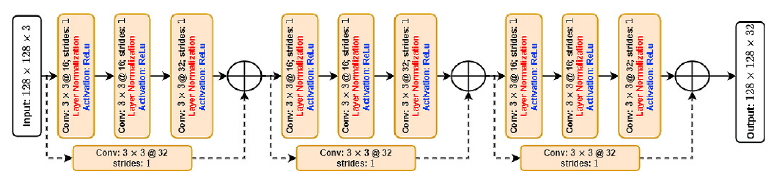 Input: 128 × 128 × 3
Conv: 3 × 3 @ 16; strides: 1
Layer Normalization
Activation: ReLu
Conv: 3 × 3 @ 16; strides: 1
Layer Normalization
Activation: ReLu
Conv: 3 × 3 @ 32; strides: 1
Layer Normalization
Activation: ReLu
Conv: 3 × 3 @ 32
strides: 1
Conv: 3 × 3 @ 16; strides: 1
Layer Normalization
Activation: ReLu
Conv: 3 × 3 @ 16; strides: 1
Layer Normalization
Activation: ReLu
Conv: 3 × 3 @ 32; strides: 1
Layer Normalization
Activation: ReLu
Conv: 3 × 3 @ 32
strides: 1
Conv: 3 × 3 @ 16; strides: 1
Layer Normalization
Activation: ReLu
Conv: 3 × 3 @ 16; strides: 1
Layer Normalization
Activation: ReLu
Conv: 3 × 3 @ 32; strides: 1
Layer Normalization
Activation: ReLu
Conv: 3 × 3 @ 32
strides: 1
Output: 128 × 128 × 32